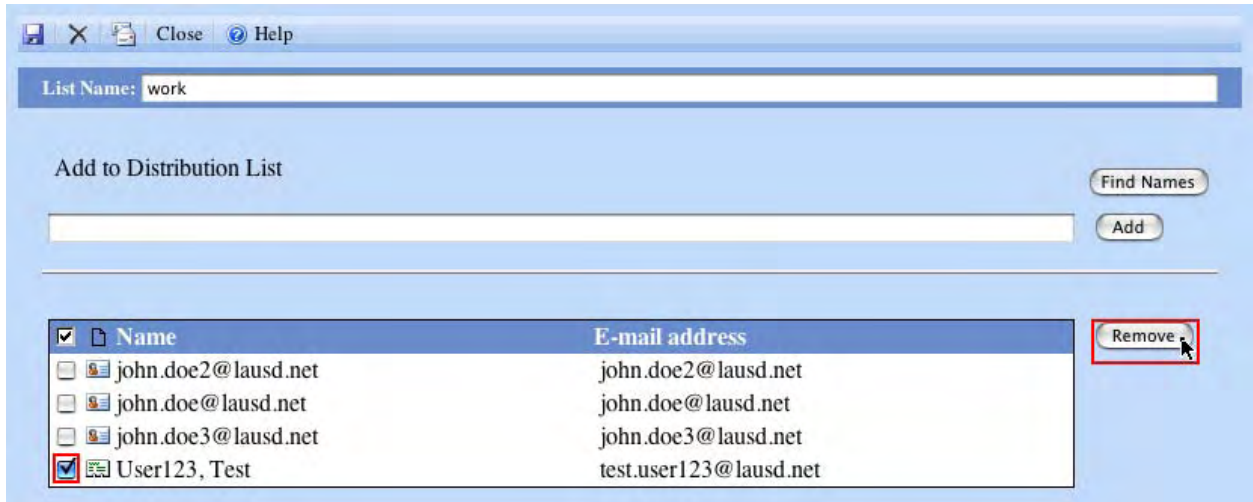 Close Help
List Name: work
Add to Distribution List
Find Names
Add
Name E-mail address
Remove
john.doe2@lausd.net john.doe2@lausd.net
john.doe@lausd.net john.doe@lausd.net
john.doe3@lausd.net john.doe3@lausd.net
User123, Test test.user123@lausd.net